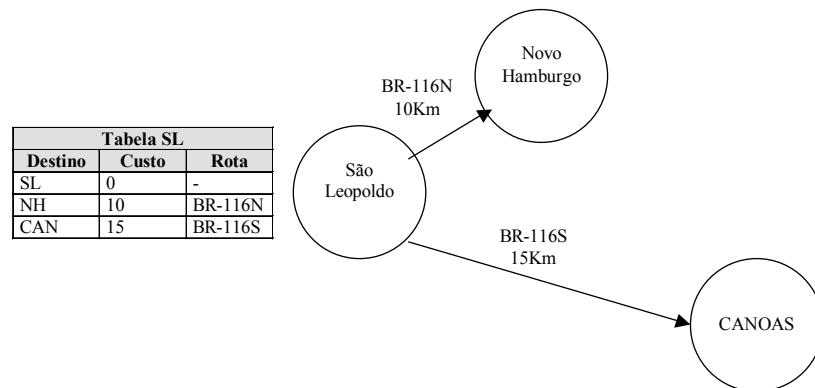 Tabela SL
Destino Custo Rota
SL 0 -
NH 10 BR-116N
CAN 15 BR-116S
Novo
Hamburgo
BR-116N
10Km
São
Leopoldo
BR-116S
15Km
CANOAS